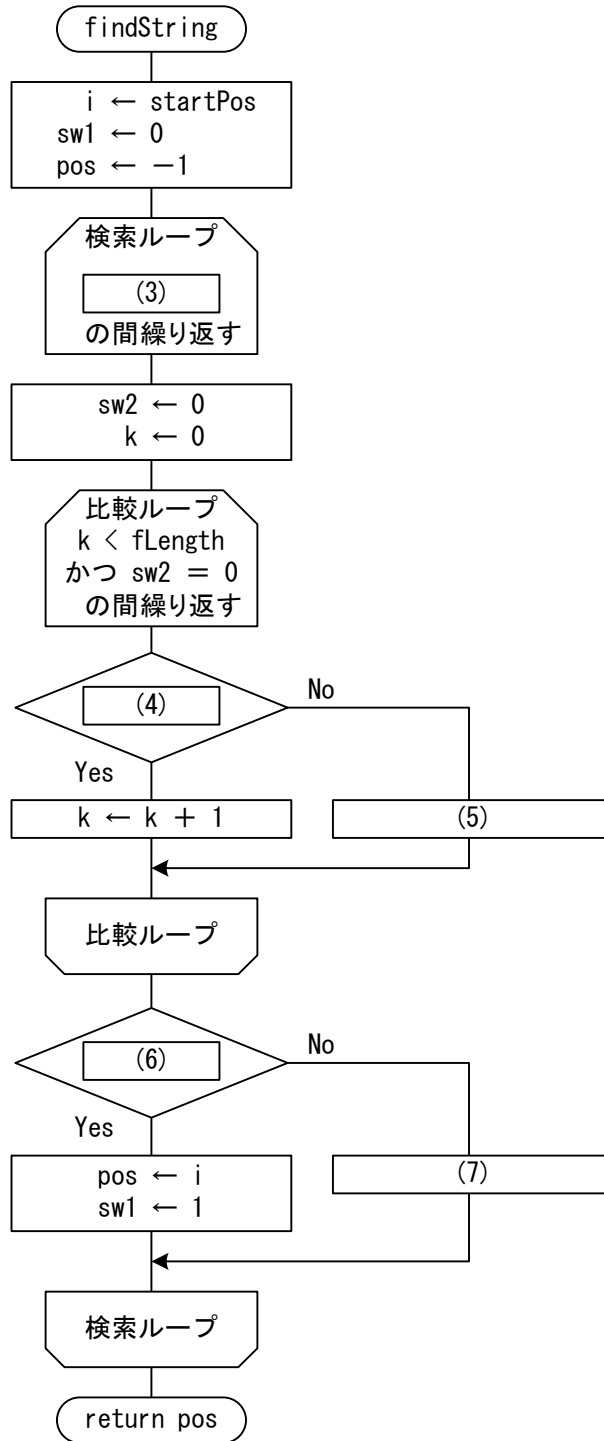 findString
i ← startPos
sw1 ← 0
pos ← －1
検索ループ
(3)
の間繰り返す
sw2 ← 0
k ← 0
比較ループ
k < fLength
かつ sw2 ＝ 0
の間繰り返す
(4)
No
Yes
k ← k ＋ 1
(5)
比較ループ
(6)
No
Yes
pos ← i
sw1 ← 1
(7)
検索ループ
return pos